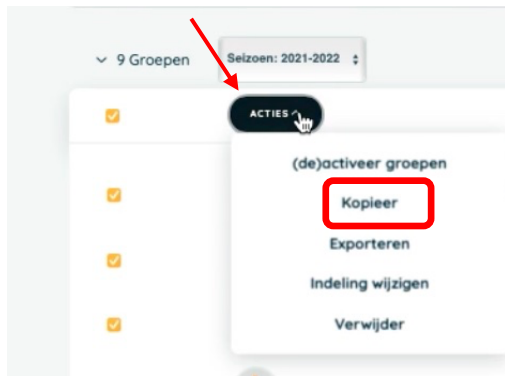 9 Groepen
Seizoen: 2021-2022
ACTIES
(de)activeer groepen
Kopieer
Exporteren
Indeling wijzigen
Verwijder